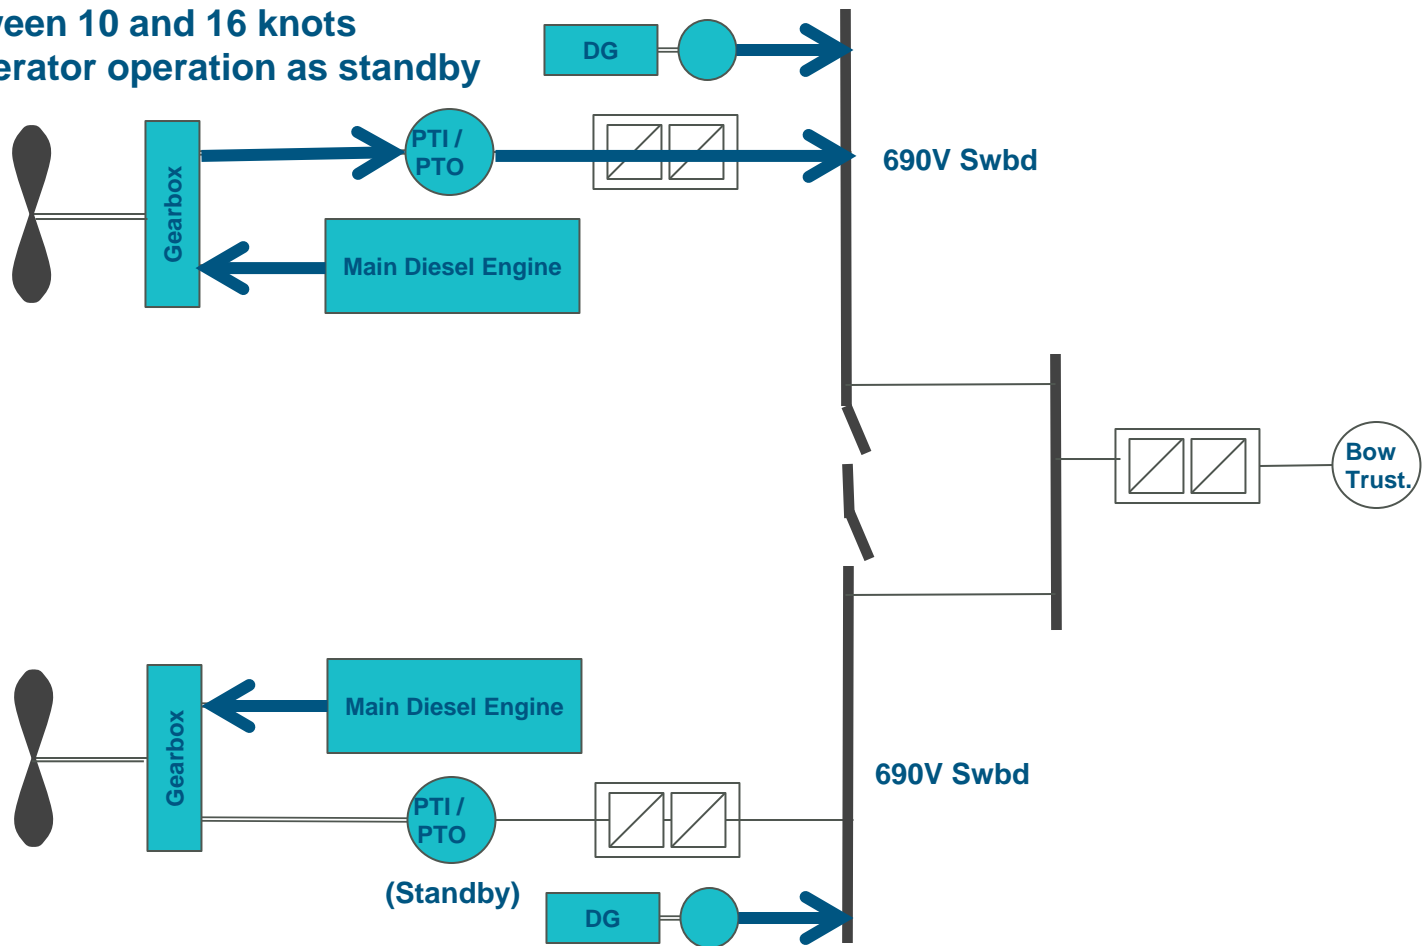 ween 10 and 16 knots
erator operation as standby
DG
PTI /
PTO
690V Swbd
Gearbox
Main Diesel Engine
Bow
Trust.
Main Diesel Engine
Gearbox
690V Swbd
PTI /
PTO
(Standby)
DG